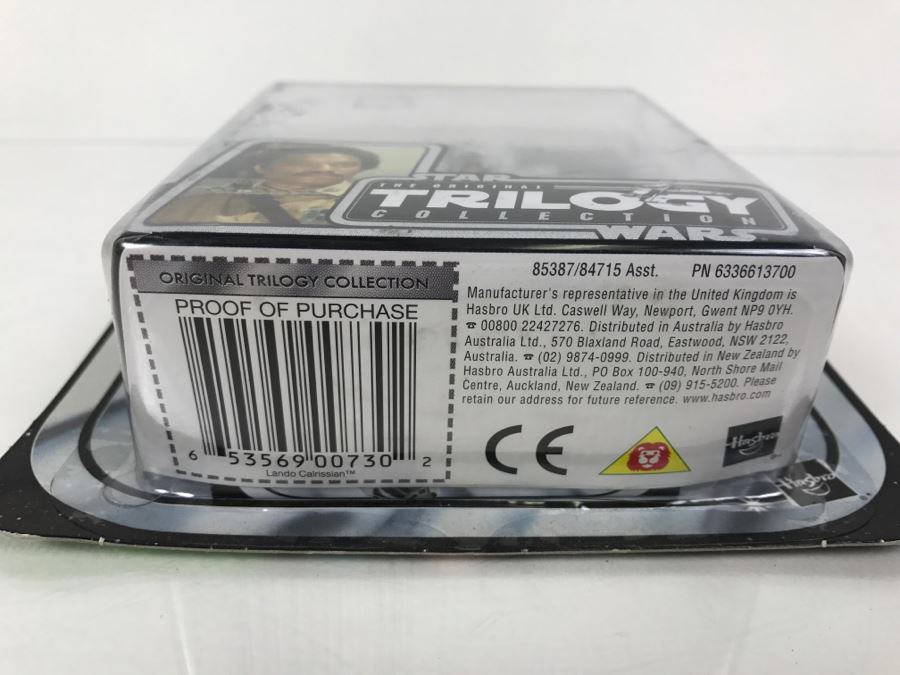 STAR
THE ORIGINAL
TRILOGY
COLLECTION
WARS
ORIGINAL TRILOGY COLLECTION
PROOF OF PURCHASE
6 53569 00730 2
Lando Calrissian™
85387/84715 Asst. PN 6336613700
Manufacturer's representative in the United Kingdom is
Hasbro UK Ltd. Caswell Way, Newport, Gwent NP9 0YH.
☎ 00800 22427276. Distributed in Australia by Hasbro
Australia Ltd., 570 Blaxland Road, Eastwood, NSW 2122,
Australia. ☎ (02) 9874-0999. Distributed in New Zealand by
Hasbro Australia Ltd., PO Box 100-940, North Shore Mail
Centre, Auckland, New Zealand. ☎ (09) 915-5200. Please
retain our address for future reference. www.hasbro.com
CE
Hasbro
Hasbro